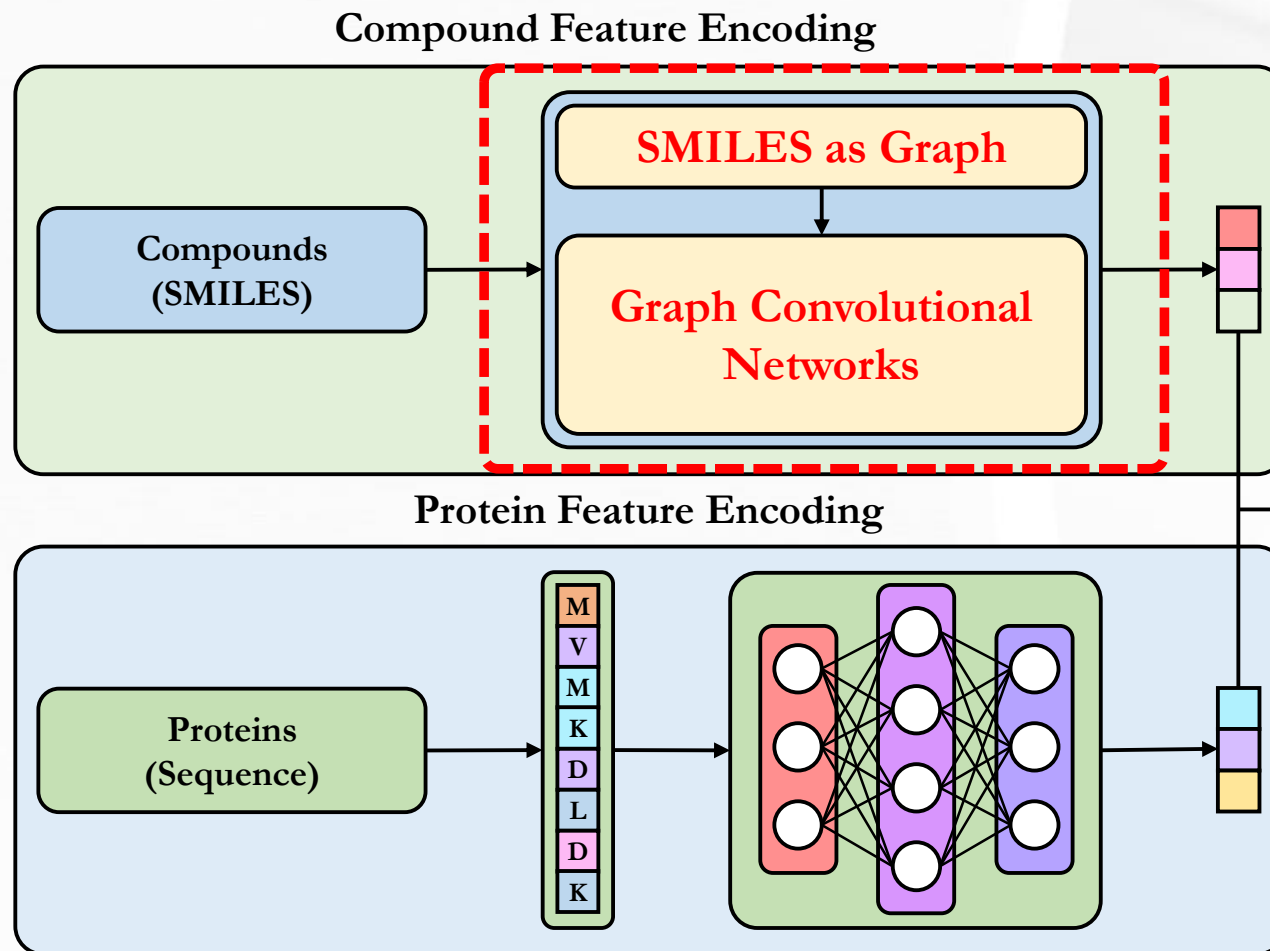 Compound Feature Encoding
SMILES as Graph
Compounds
(SMILES)
Graph Convolutional
Networks
Protein Feature Encoding
Proteins
(Sequence)
M
V
M
K
D
L
D
K